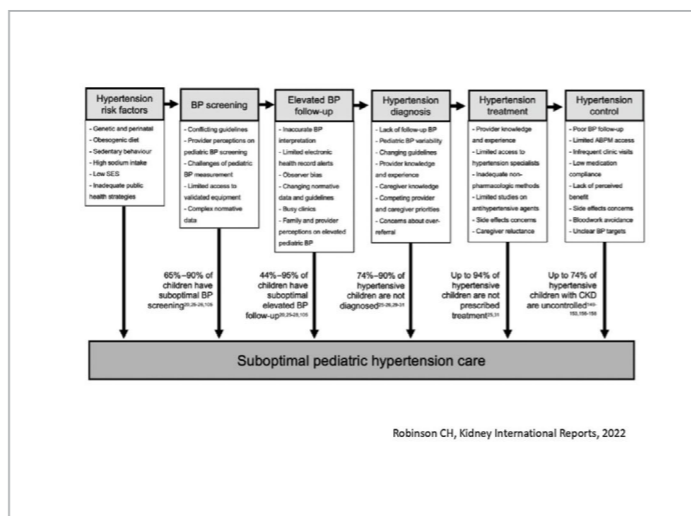 Hypertension
risk factors
- Genetic and perinatal
- Obesogenic diet
- Sedentary behaviour
- High sodium intake
- Low SES
- Inadequate public
health strategies
BP screening
- Conflicting guidelines
- Provider perceptions on
pediatric BP screening
- Challenges of pediatric
BP measurement
- Limited access to
validated equipment
- Complex normative
data
Elevated BP
follow-up
- Inaccurate BP
interpretation
- Limited electronic
health record alerts
- Observer bias
- Changing normative
data and guidelines
- Busy clinics
- Family and provider
perceptions on elevated
pediatric BP
Hypertension
diagnosis
- Lack of follow-up BP
- Pediatric BP variability
- Changing guidelines
- Provider knowledge
and experience
- Caregiver knowledge
- Competing provider
and caregiver priorities
- Concerns about over-
referral
Hypertension
treatment
- Provider knowledge
and experience
- Limited access to
hypertension specialists
- Inadequate non-
pharmacologic methods
- Limited studies on
antihypertensive agents
- Side effects concerns
- Caregiver reluctance
Hypertension
control
- Poor BP follow-up
- Limited ABPM access
- Infrequent clinic visits
- Low medication
compliance
- Lack of perceived
benefit
- Side effects concerns
- Bloodwork avoidance
- Unclear BP targets
65%–90% of
children have
suboptimal BP
screening
44%–95% of
children have
suboptimal
elevated BP
follow-up
74%–90% of
hypertensive
children are not
diagnosed
Up to 94% of
hypertensive
children are not
prescribed
treatment
Up to 74% of
hypertensive
children with CKD
are uncontrolled
Suboptimal pediatric hypertension care
Robinson CH, Kidney International Reports, 2022